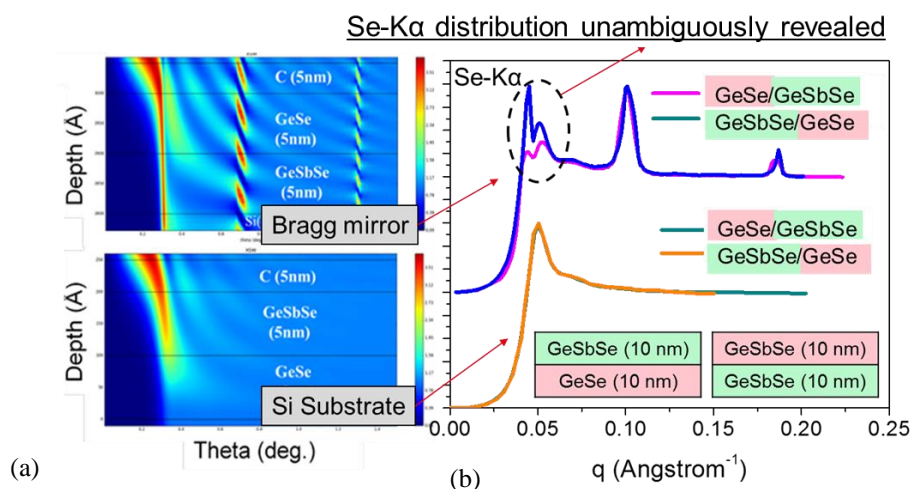 Se-Kα distribution unambiguously revealed
C (5nm)
GeSe
(5nm)
GeSbSe
(5nm)
Si(
Depth (Å)
Bragg mirror
C (5nm)
GeSbSe
(5nm)
GeSe
Depth (Å)
Si Substrate
Theta (deg.)
(a)
Se-Kα
GeSe/GeSbSe
GeSbSe/GeSe
GeSe/GeSbSe
GeSbSe/GeSe
GeSbSe (10 nm)
GeSe (10 nm)
GeSbSe (10 nm)
GeSbSe (10 nm)
0.00 0.05 0.10 0.15 0.20 0.25
q (Angstrom⁻¹)
(b)